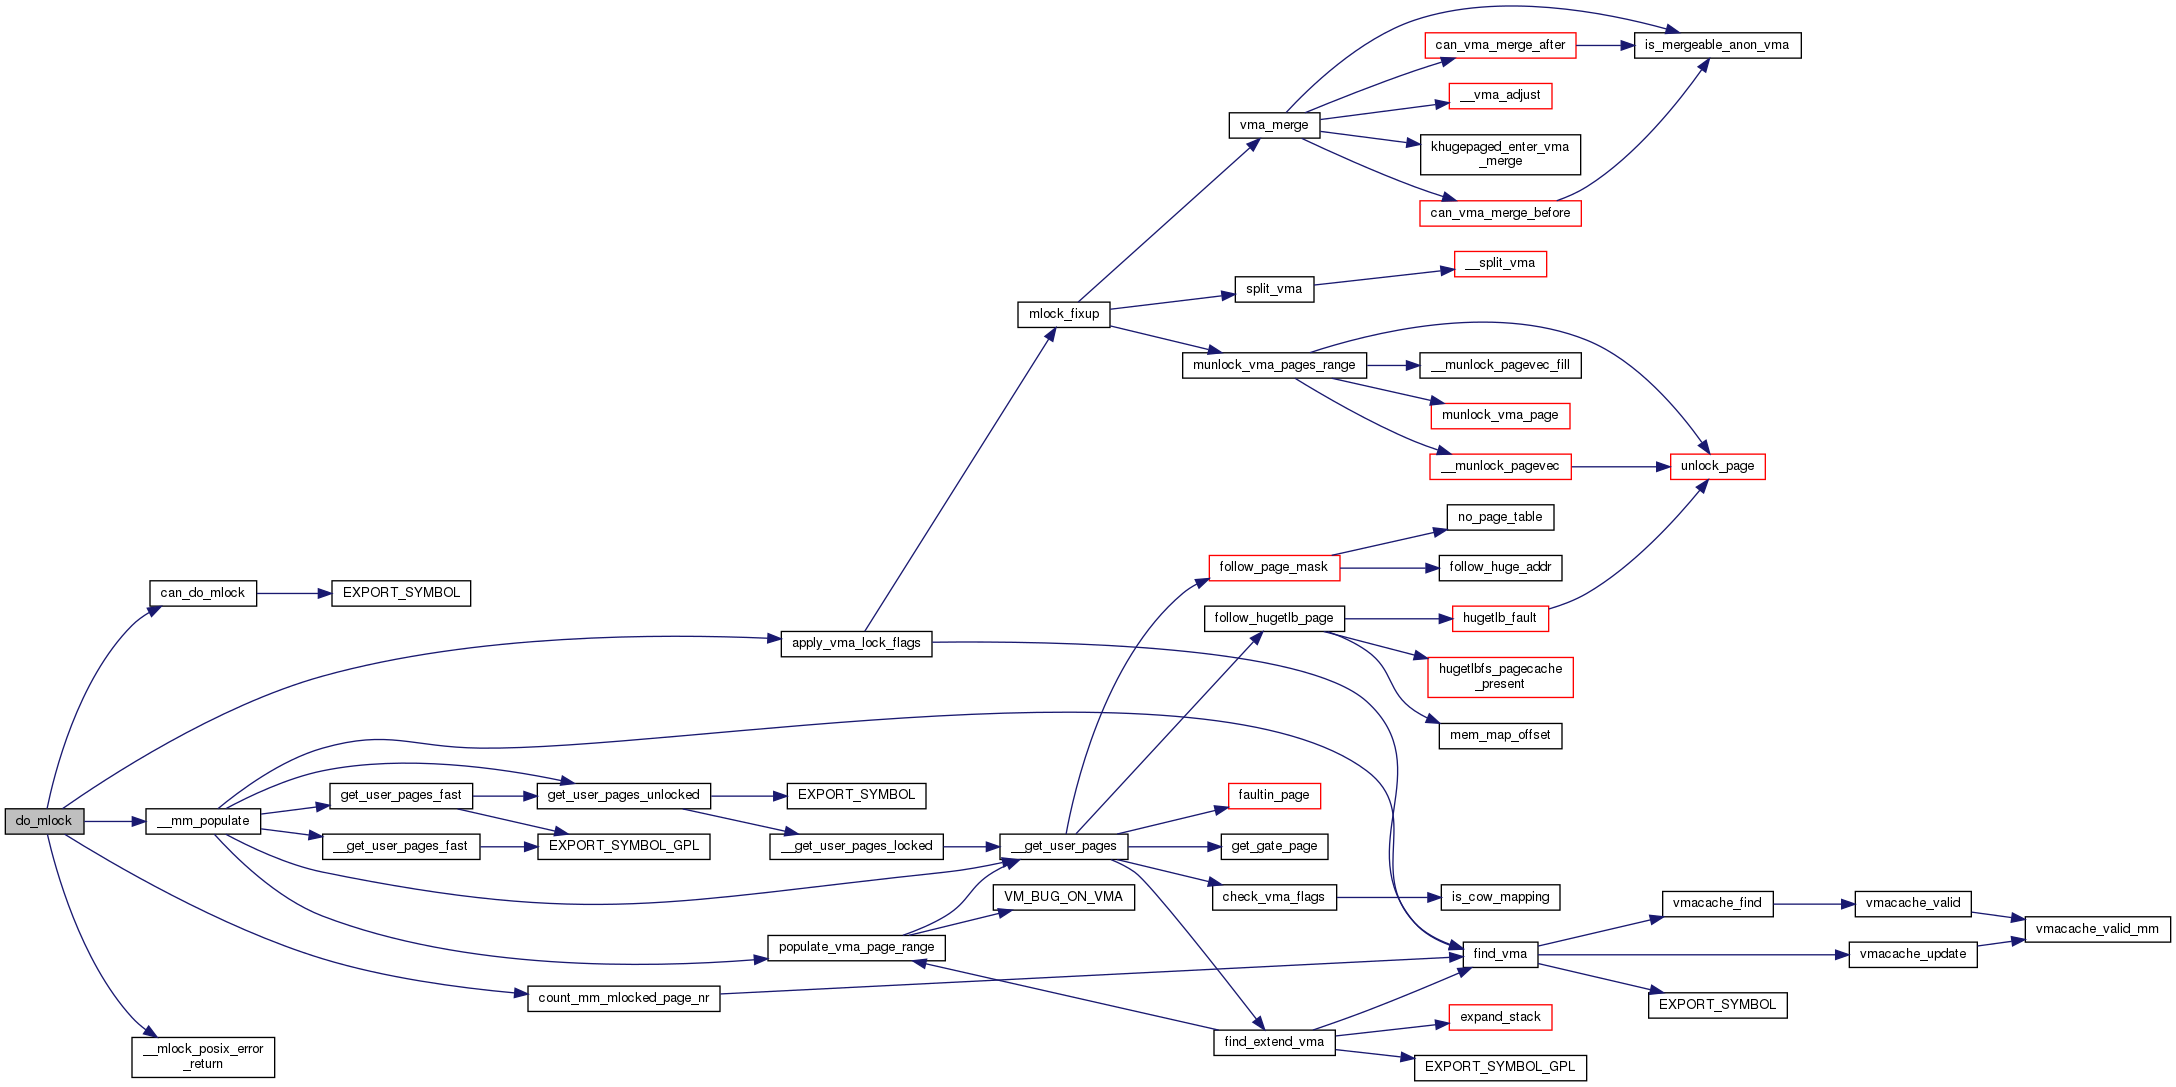 is_mergeable_anon_vma
can_vma_merge_after
__vma_adjust
vma_merge
khugepaged_enter_vma
_merge
can_vma_merge_before
__split_vma
split_vma
mlock_fixup
munlock_vma_pages_range
__munlock_pagevec_fill
munlock_vma_page
__munlock_pagevec
unlock_page
no_page_table
follow_page_mask
follow_huge_addr
can_do_mlock
EXPORT_SYMBOL
follow_hugetlb_page
hugetlb_fault
apply_vma_lock_flags
hugetlbfs_pagecache
_present
mem_map_offset
get_user_pages_fast
get_user_pages_unlocked
EXPORT_SYMBOL
faultin_page
do_mlock
__mm_populate
__get_user_pages_fast
EXPORT_SYMBOL_GPL
__get_user_pages_locked
__get_user_pages
get_gate_page
VM_BUG_ON_VMA
check_vma_flags
is_cow_mapping
vmacache_find
vmacache_valid
vmacache_valid_mm
populate_vma_page_range
find_vma
vmacache_update
count_mm_mlocked_page_nr
EXPORT_SYMBOL
expand_stack
find_extend_vma
__mlock_posix_error
_return
EXPORT_SYMBOL_GPL